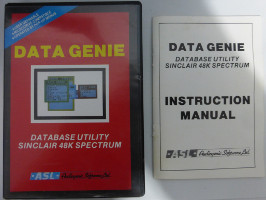 DATA GENIE
DATABASE UTILITY
SINCLAIR 48K SPECTRUM
ASL
DATA GENIE
DATABASE UTILITY
SINCLAIR 48K SPECTRUM
INSTRUCTION
MANUAL
ASL